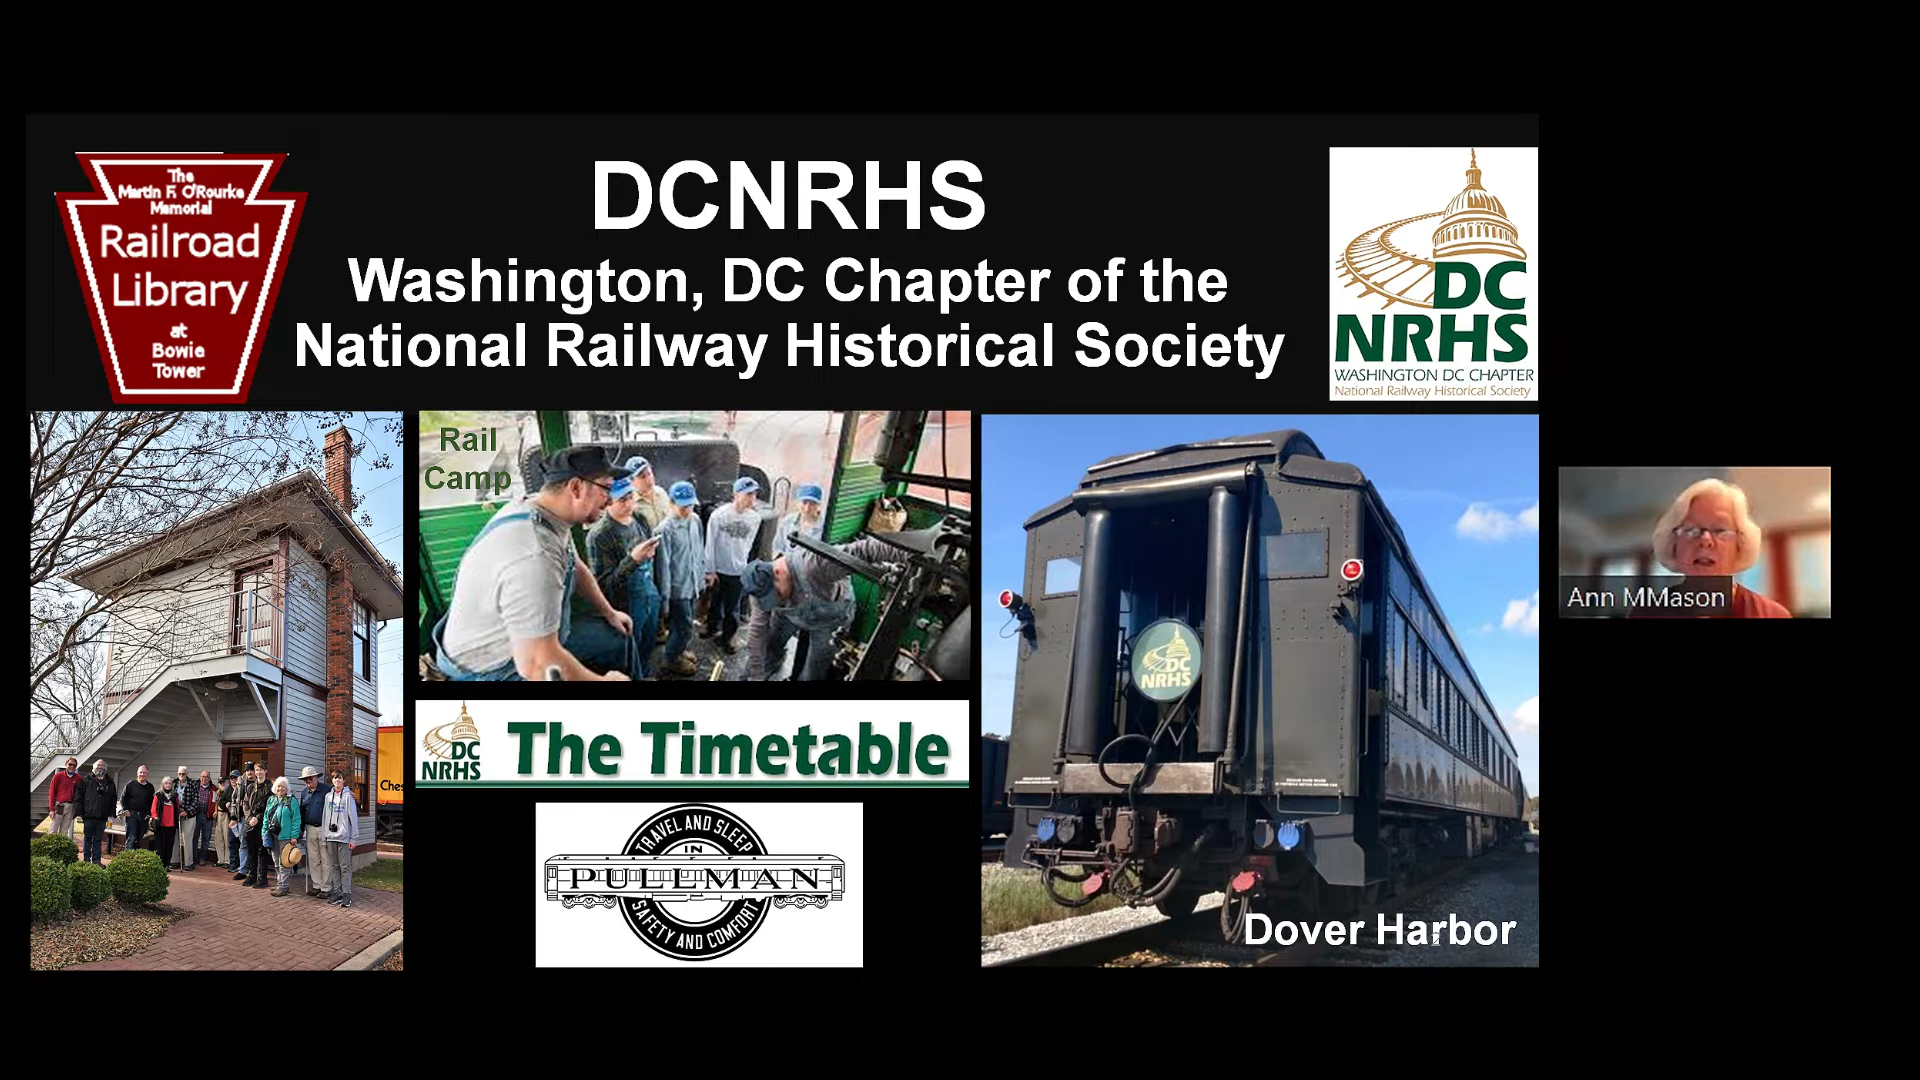 The
Martin F. O'Rourke
Memorial
Railroad
Library
at
Bowie
Tower
DCNRHS
Washington, DC Chapter of the
National Railway Historical Society
DC
NRHS
WASHINGTON DC CHAPTER
National Railway Historical Society
Rail
Camp
DC
NRHS
Ches
DC
NRHS
The Timetable
TRAVEL AND SLEEP
IN
PULLMAN
SAFETY AND COMFORT
Dover Harbor
2
Ann MMason